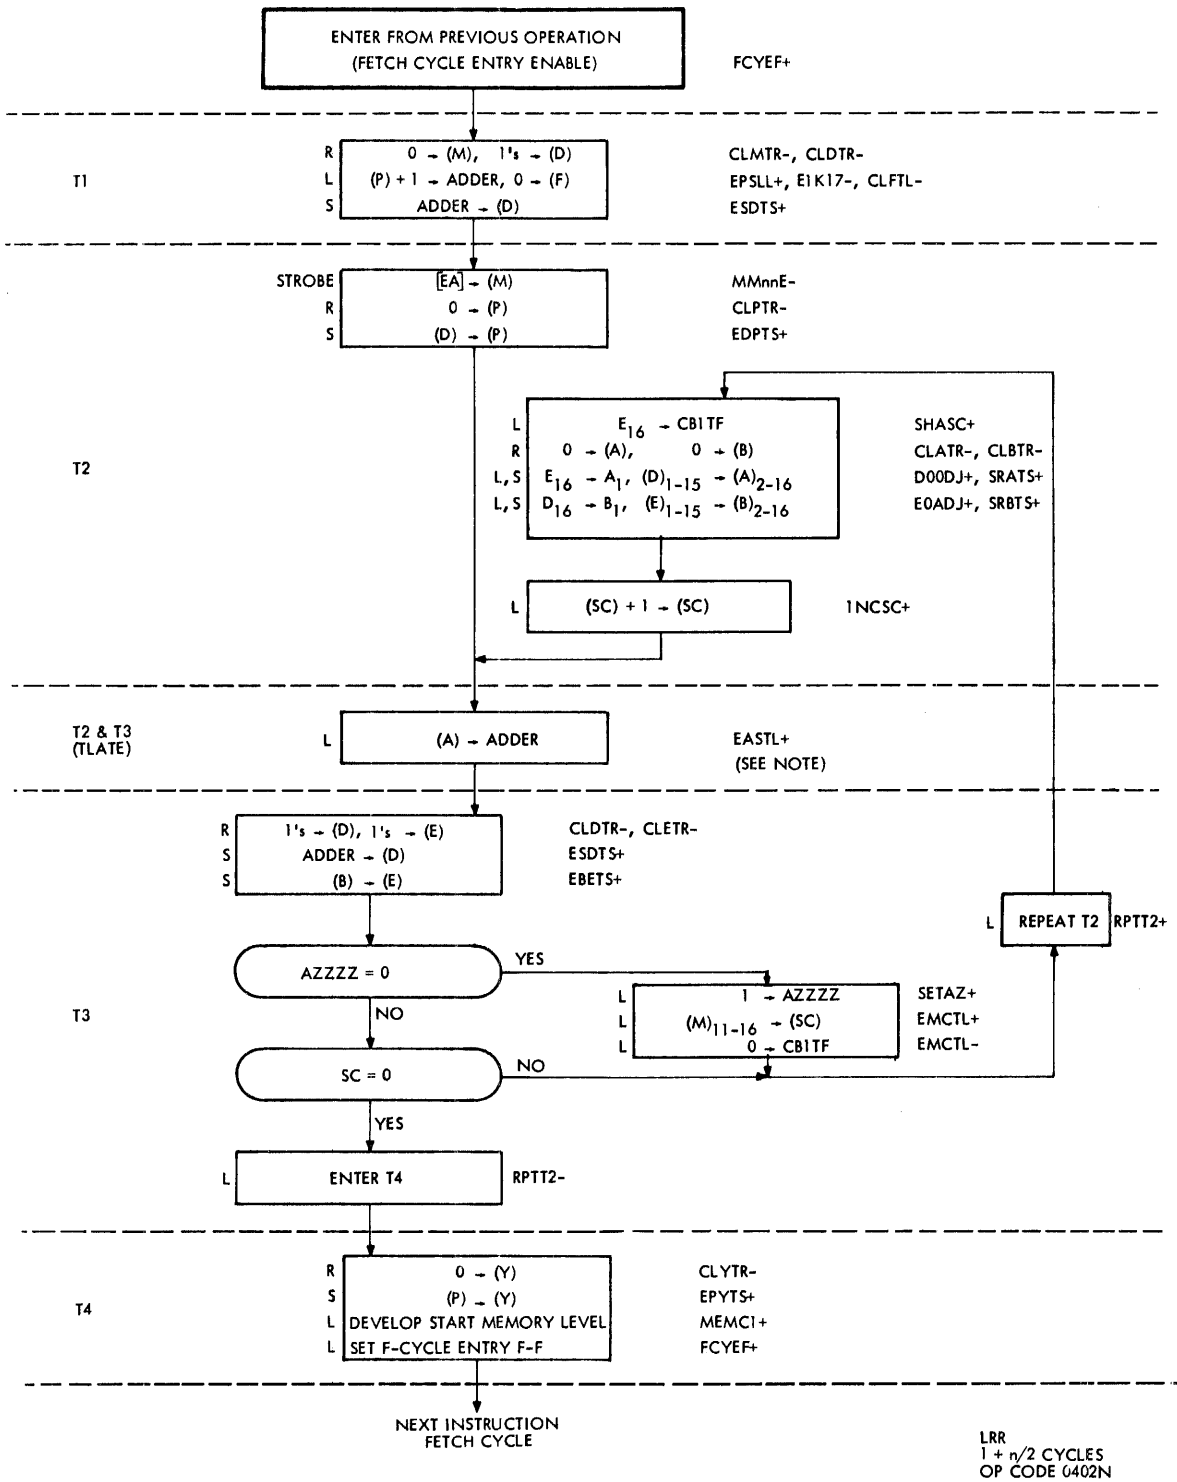 ENTER FROM PREVIOUS OPERATION
(FETCH CYCLE ENTRY ENABLE) FCYEF+
T1
R 0 → (M), 1's → (D) CLMTR-, CLDTR-
L (P) + 1 → ADDER, 0 → (F) EPSLL+, E1K17-, CLFTL-
S ADDER → (D) ESDTS+
T2
STROBE [EA] → (M) MMnnE-
R 0 → (P) CLPTR-
S (D) → (P) EDPTS+
L E16 → CB1TF SHASC+
R 0 → (A), 0 → (B) CLATR-, CLBTR-
L, S E16 → A1, (D)1-15 → (A)2-16 D00DJ+, SRATS+
L, S D16 → B1, (E)1-15 → (B)2-16 E0ADJ+, SRBTS+
L (SC) + 1 → (SC) 1NCSC+
T2 & T3
(TLATE)
L (A) → ADDER EASTL+
(SEE NOTE)
R 1's → (D), 1's → (E) CLDTR-, CLETR-
S ADDER → (D) ESDTS+
S (B) → (E) EBETS+
L REPEAT T2 RPTT2+
AZZZZ = 0 YES
NO
T3
L 1 → AZZZZ SETAZ+
L (M)11-16 → (SC) EMCTL+
L 0 → CB1TF EMCTL-
SC = 0 NO
YES
L ENTER T4 RPTT2-
T4
R 0 → (Y) CLYTR-
S (P) → (Y) EPYTS+
L DEVELOP START MEMORY LEVEL MEMC1+
L SET F-CYCLE ENTRY F-F FCYEF+
NEXT INSTRUCTION
FETCH CYCLE
LRR
1 + n/2 CYCLES
OP CODE 0402N